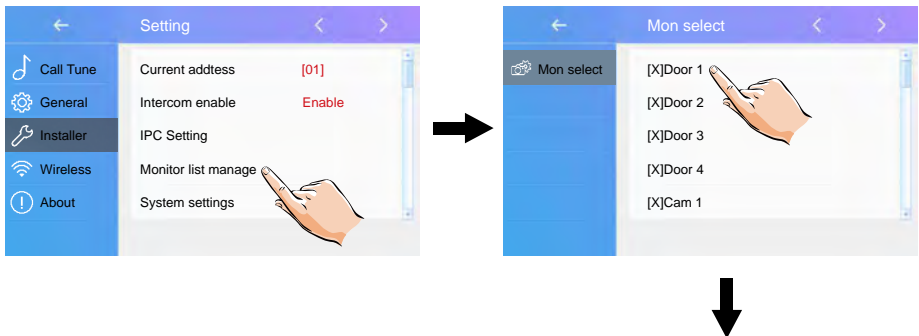 Setting
Call Tune
General
Installer
Wireless
About
Current addtess [01]
Intercom enable Enable
IPC Setting
Monitor list manage
System settings
Mon select
Mon select
[X]Door 1
[X]Door 2
[X]Door 3
[X]Door 4
[X]Cam 1